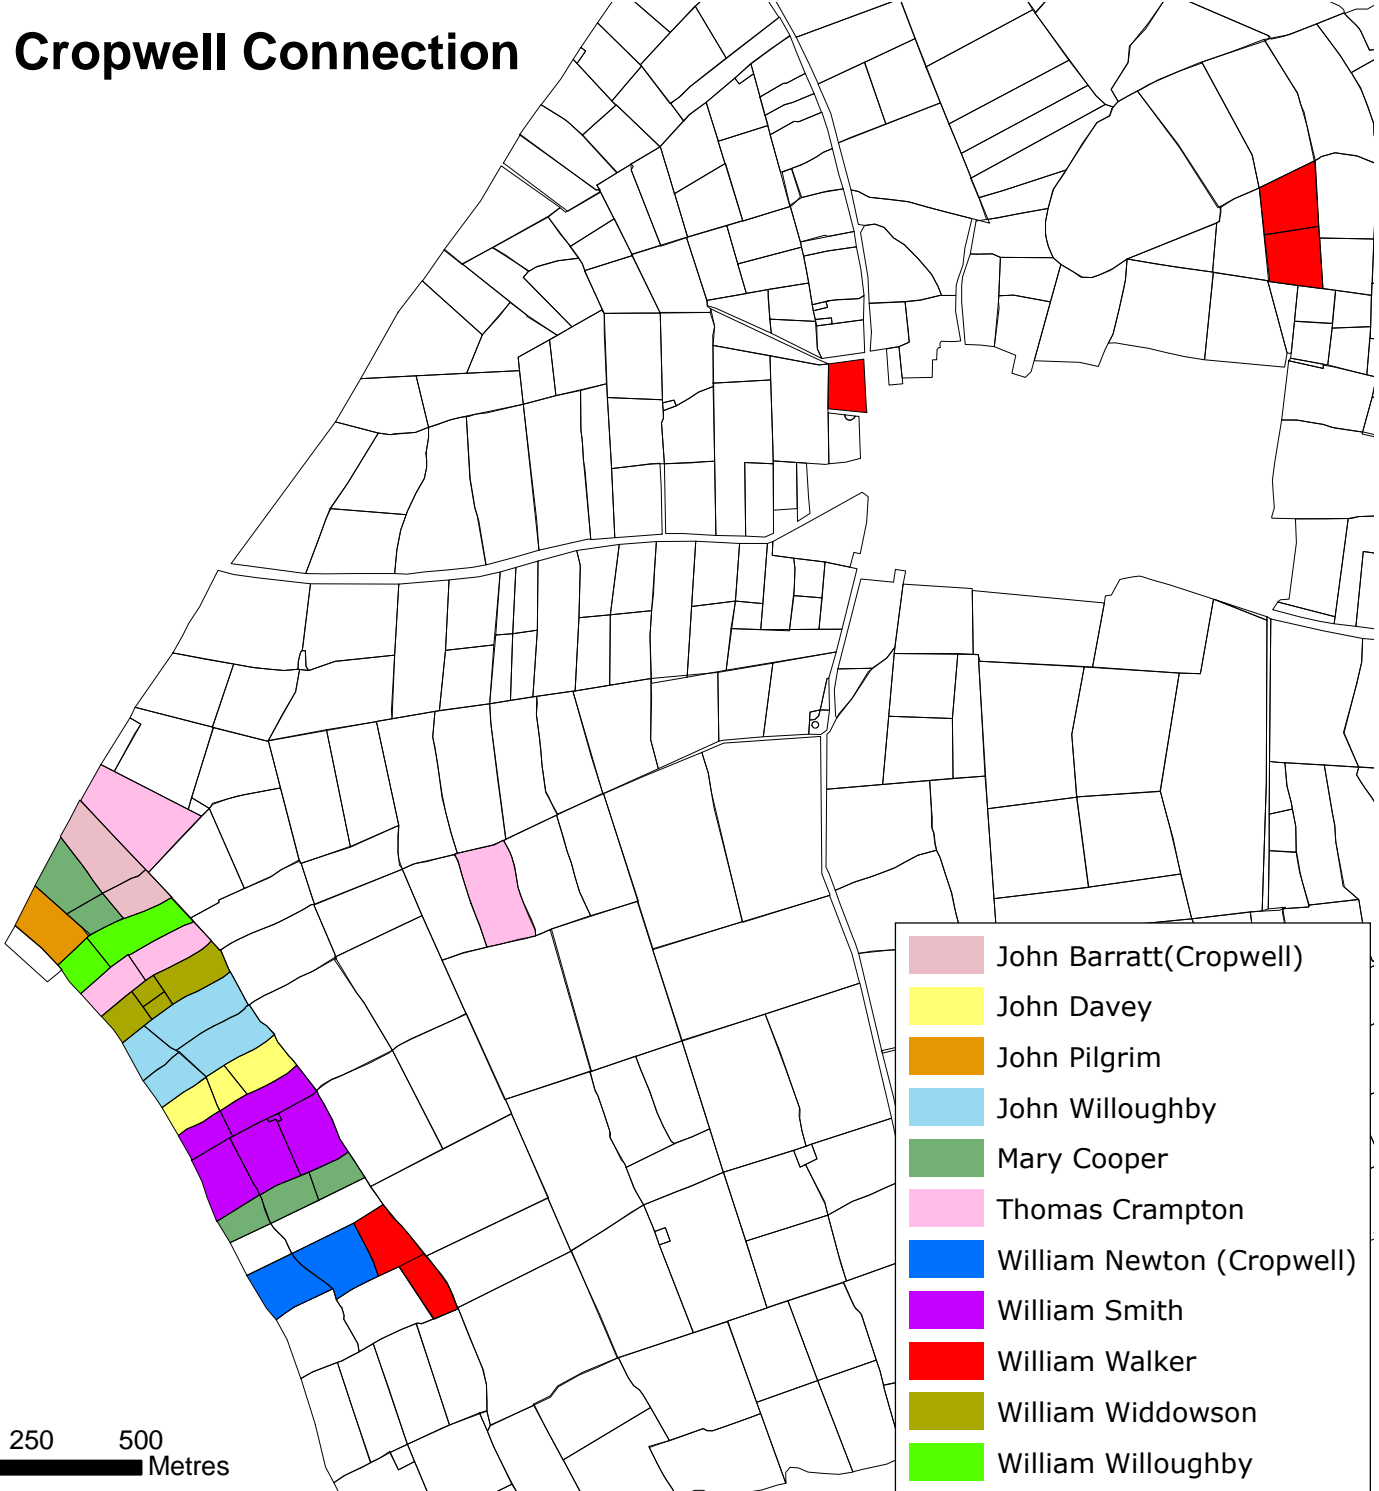 Cropwell Connection
John Barratt(Cropwell)
John Davey
John Pilgrim
John Willoughby
Mary Cooper
Thomas Crampton
William Newton (Cropwell)
William Smith
William Walker
William Widdowson
William Willoughby
250 500
Metres